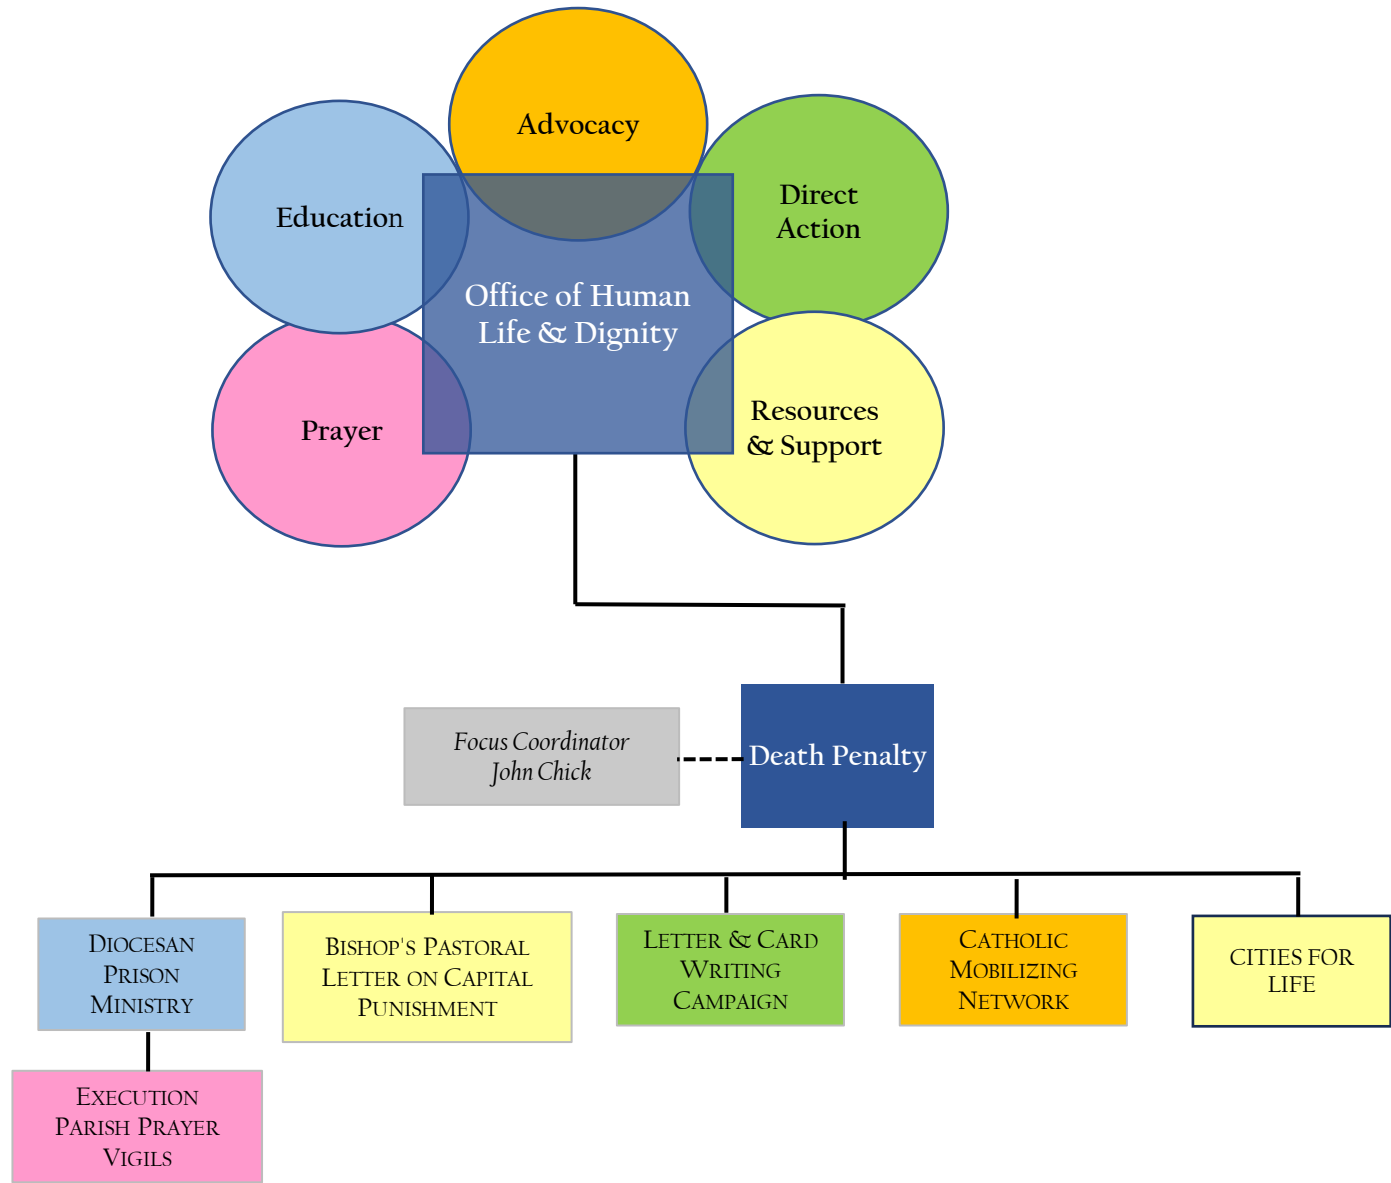 Advocacy
Education
Direct
Action
Office of Human
Life & Dignity
Prayer
Resources
& Support
Focus Coordinator
John Chick
Death Penalty
DIOCESAN
PRISON
MINISTRY
BISHOP'S PASTORAL
LETTER ON CAPITAL
PUNISHMENT
LETTER & CARD
WRITING
CAMPAIGN
CATHOLIC
MOBILIZING
NETWORK
CITIES FOR
LIFE
EXECUTION
PARISH PRAYER
VIGILS